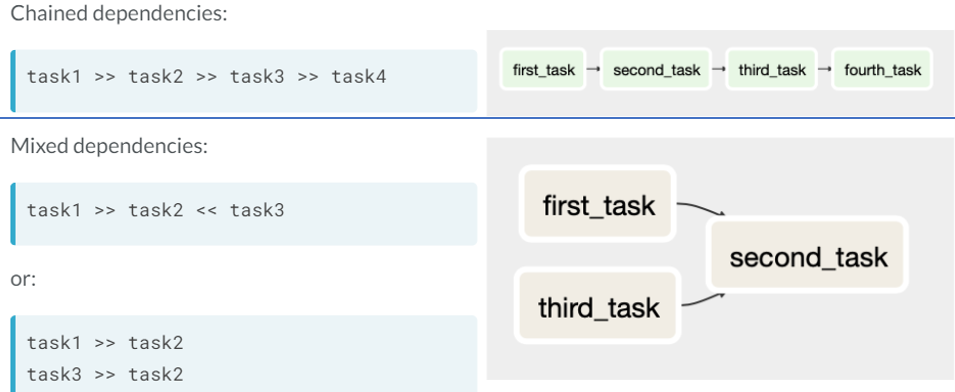 Chained dependencies:
task1 >> task2 >> task3 >> task4
first_task
second_task
third_task
fourth_task
Mixed dependencies:
task1 >> task2 << task3
or:
task1 >> task2
task3 >> task2
first_task
second_task
third_task